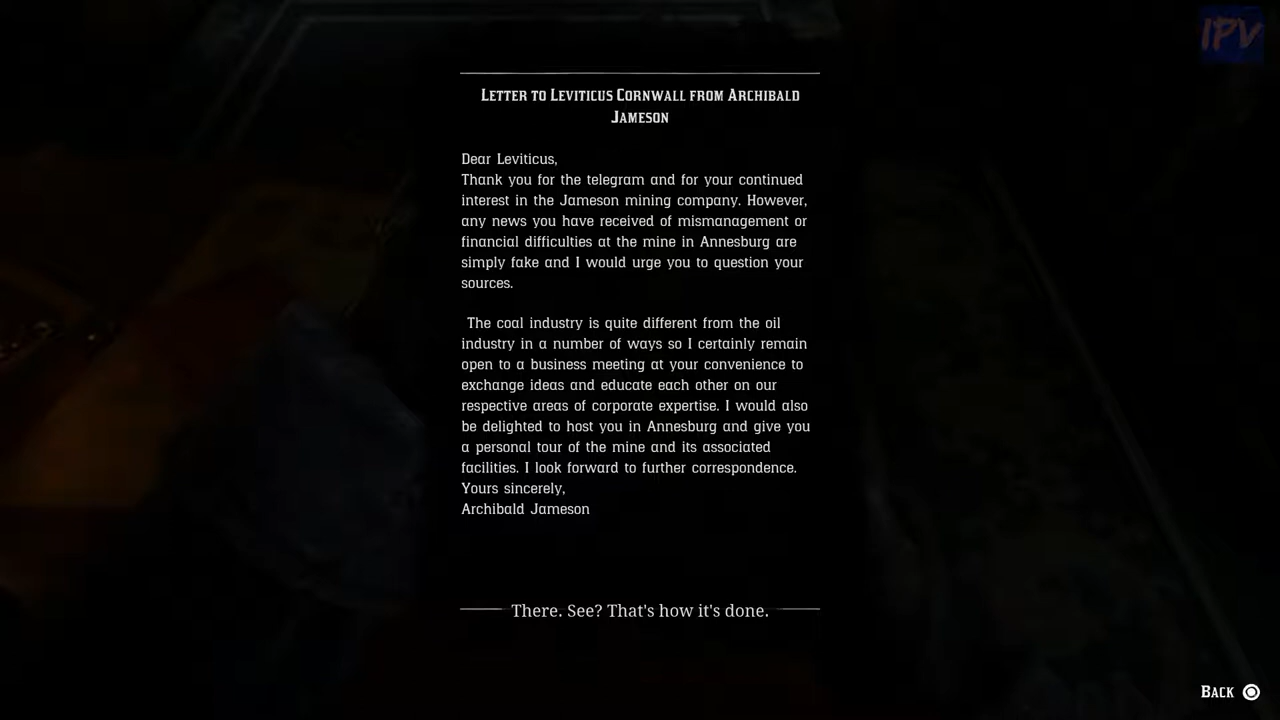 IPV
Letter to Leviticus Cornwall from Archibald
Jameson
Dear Leviticus,
Thank you for the telegram and for your continued
interest in the Jameson mining company. However,
any news you have received of mismanagement or
financial difficulties at the mine in Annesburg are
simply fake and I would urge you to question your
sources.
The coal industry is quite different from the oil
industry in a number of ways so I certainly remain
open to a business meeting at your convenience to
exchange ideas and educate each other on our
respective areas of corporate expertise. I would also
be delighted to host you in Annesburg and give you
a personal tour of the mine and its associated
facilities. I look forward to further correspondence.
Yours sincerely,
Archibald Jameson
There. See? That's how it's done.
Back